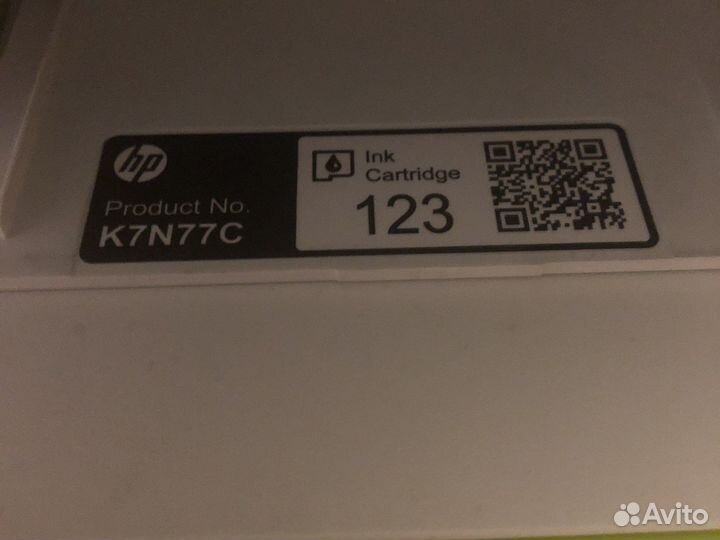 hp
Product No.
K7N77C
Ink
Cartridge
123
Avito